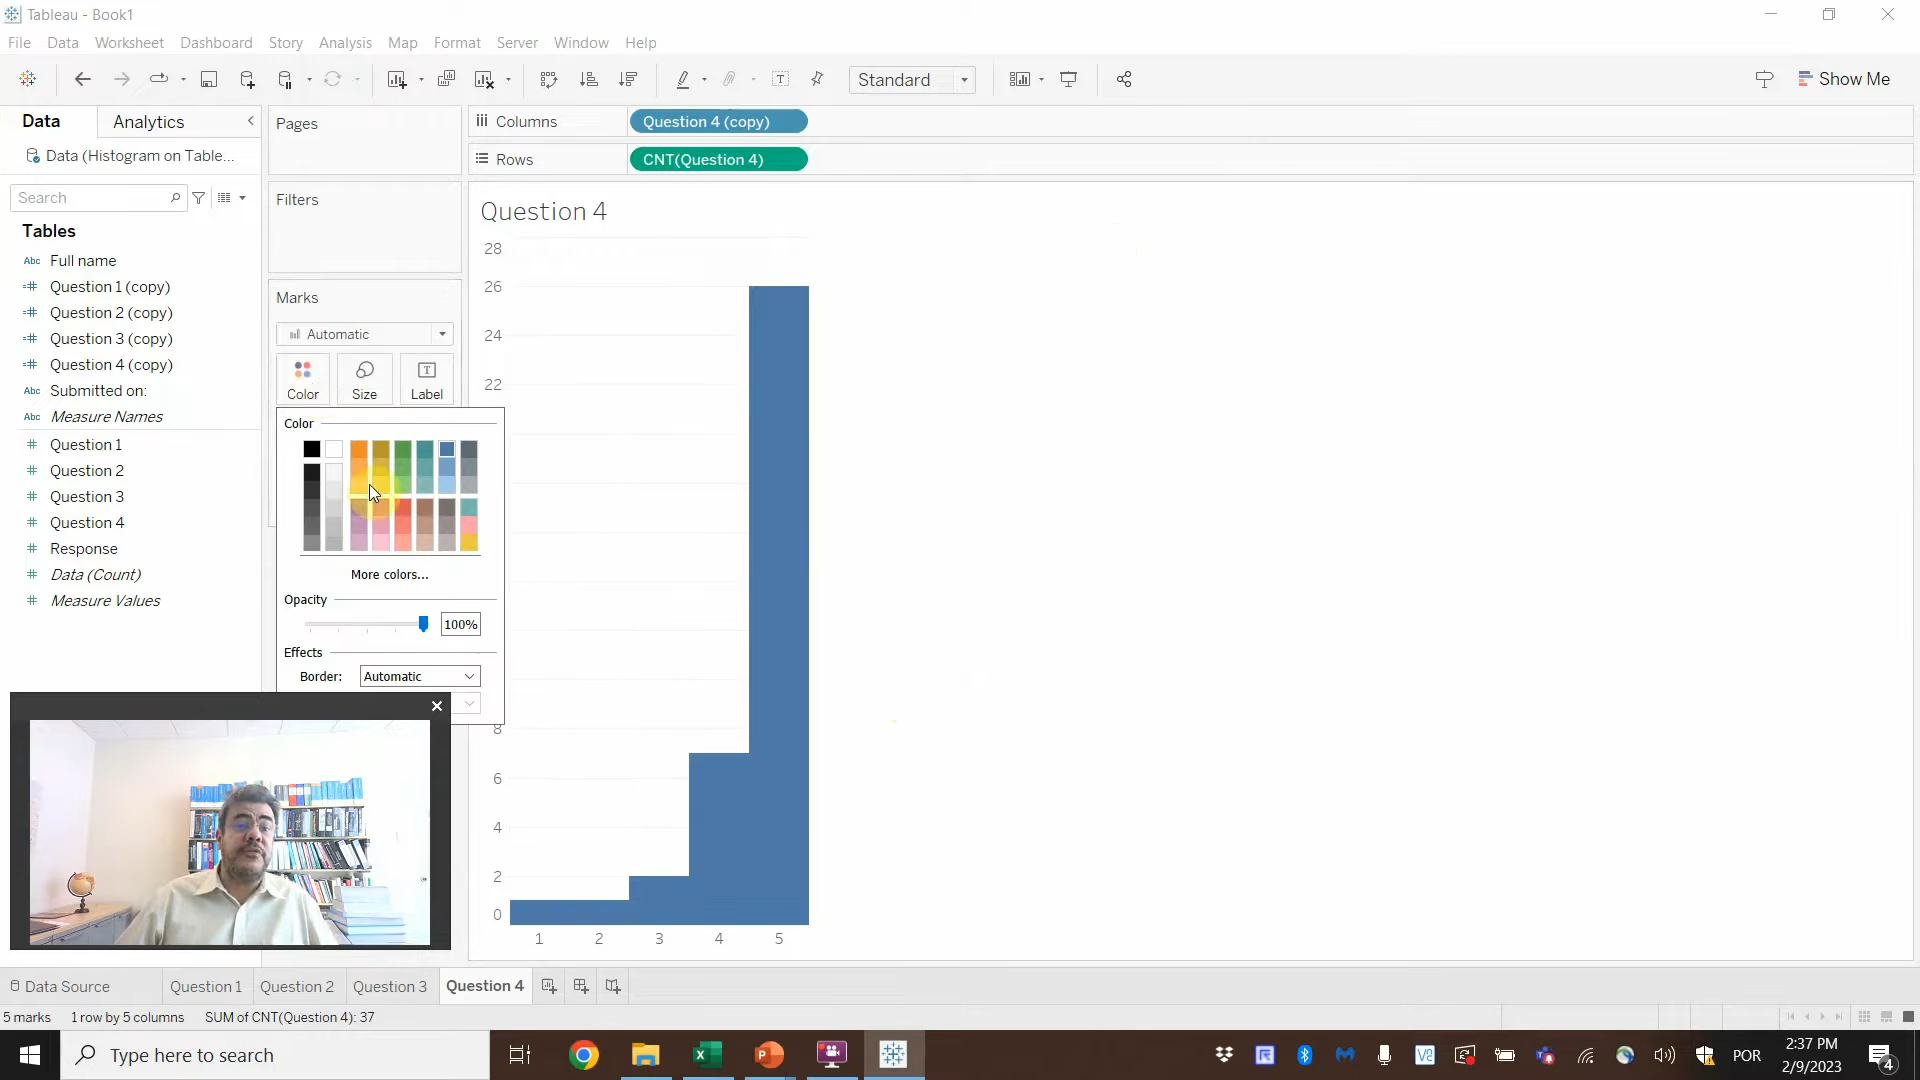 Tableau - Book1
File Data Worksheet Dashboard Story Analysis Map Format Server Window Help
Standard
Show Me
Data Analytics
Pages
Columns Question 4 (copy)
Data (Histogram on Table...
Rows CNT(Question 4)
Search
Filters
Tables
Question 4
Abc Full name
Question 1 (copy)
Question 2 (copy)
Question 3 (copy)
Question 4 (copy)
Abc Submitted on:
Abc Measure Names
Question 1
Question 2
Question 3
Question 4
Response
Data (Count)
Measure Values
Marks
Automatic
Color Size Label
Color
More colors...
Opacity
100%
Effects
Border: Automatic
28
26
24
22
8
6
4
2
0
1 2 3 4 5
Data Source Question 1 Question 2 Question 3 Question 4
5 marks 1 row by 5 columns SUM of CNT(Question 4): 37
Type here to search
POR
2:37 PM
2/9/2023
4